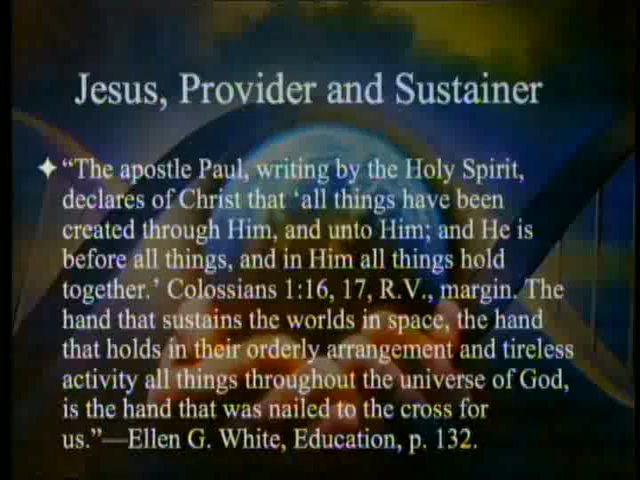 Jesus, Provider and Sustainer
“The apostle Paul, writing by the Holy Spirit,
declares of Christ that ‘all things have been
created through Him, and unto Him; and He is
before all things, and in Him all things hold
together.’ Colossians 1:16, 17, R.V., margin. The
hand that sustains the worlds in space, the hand
that holds in their orderly arrangement and tireless
activity all things throughout the universe of God,
is the hand that was nailed to the cross for
us.”—Ellen G. White, Education, p. 132.